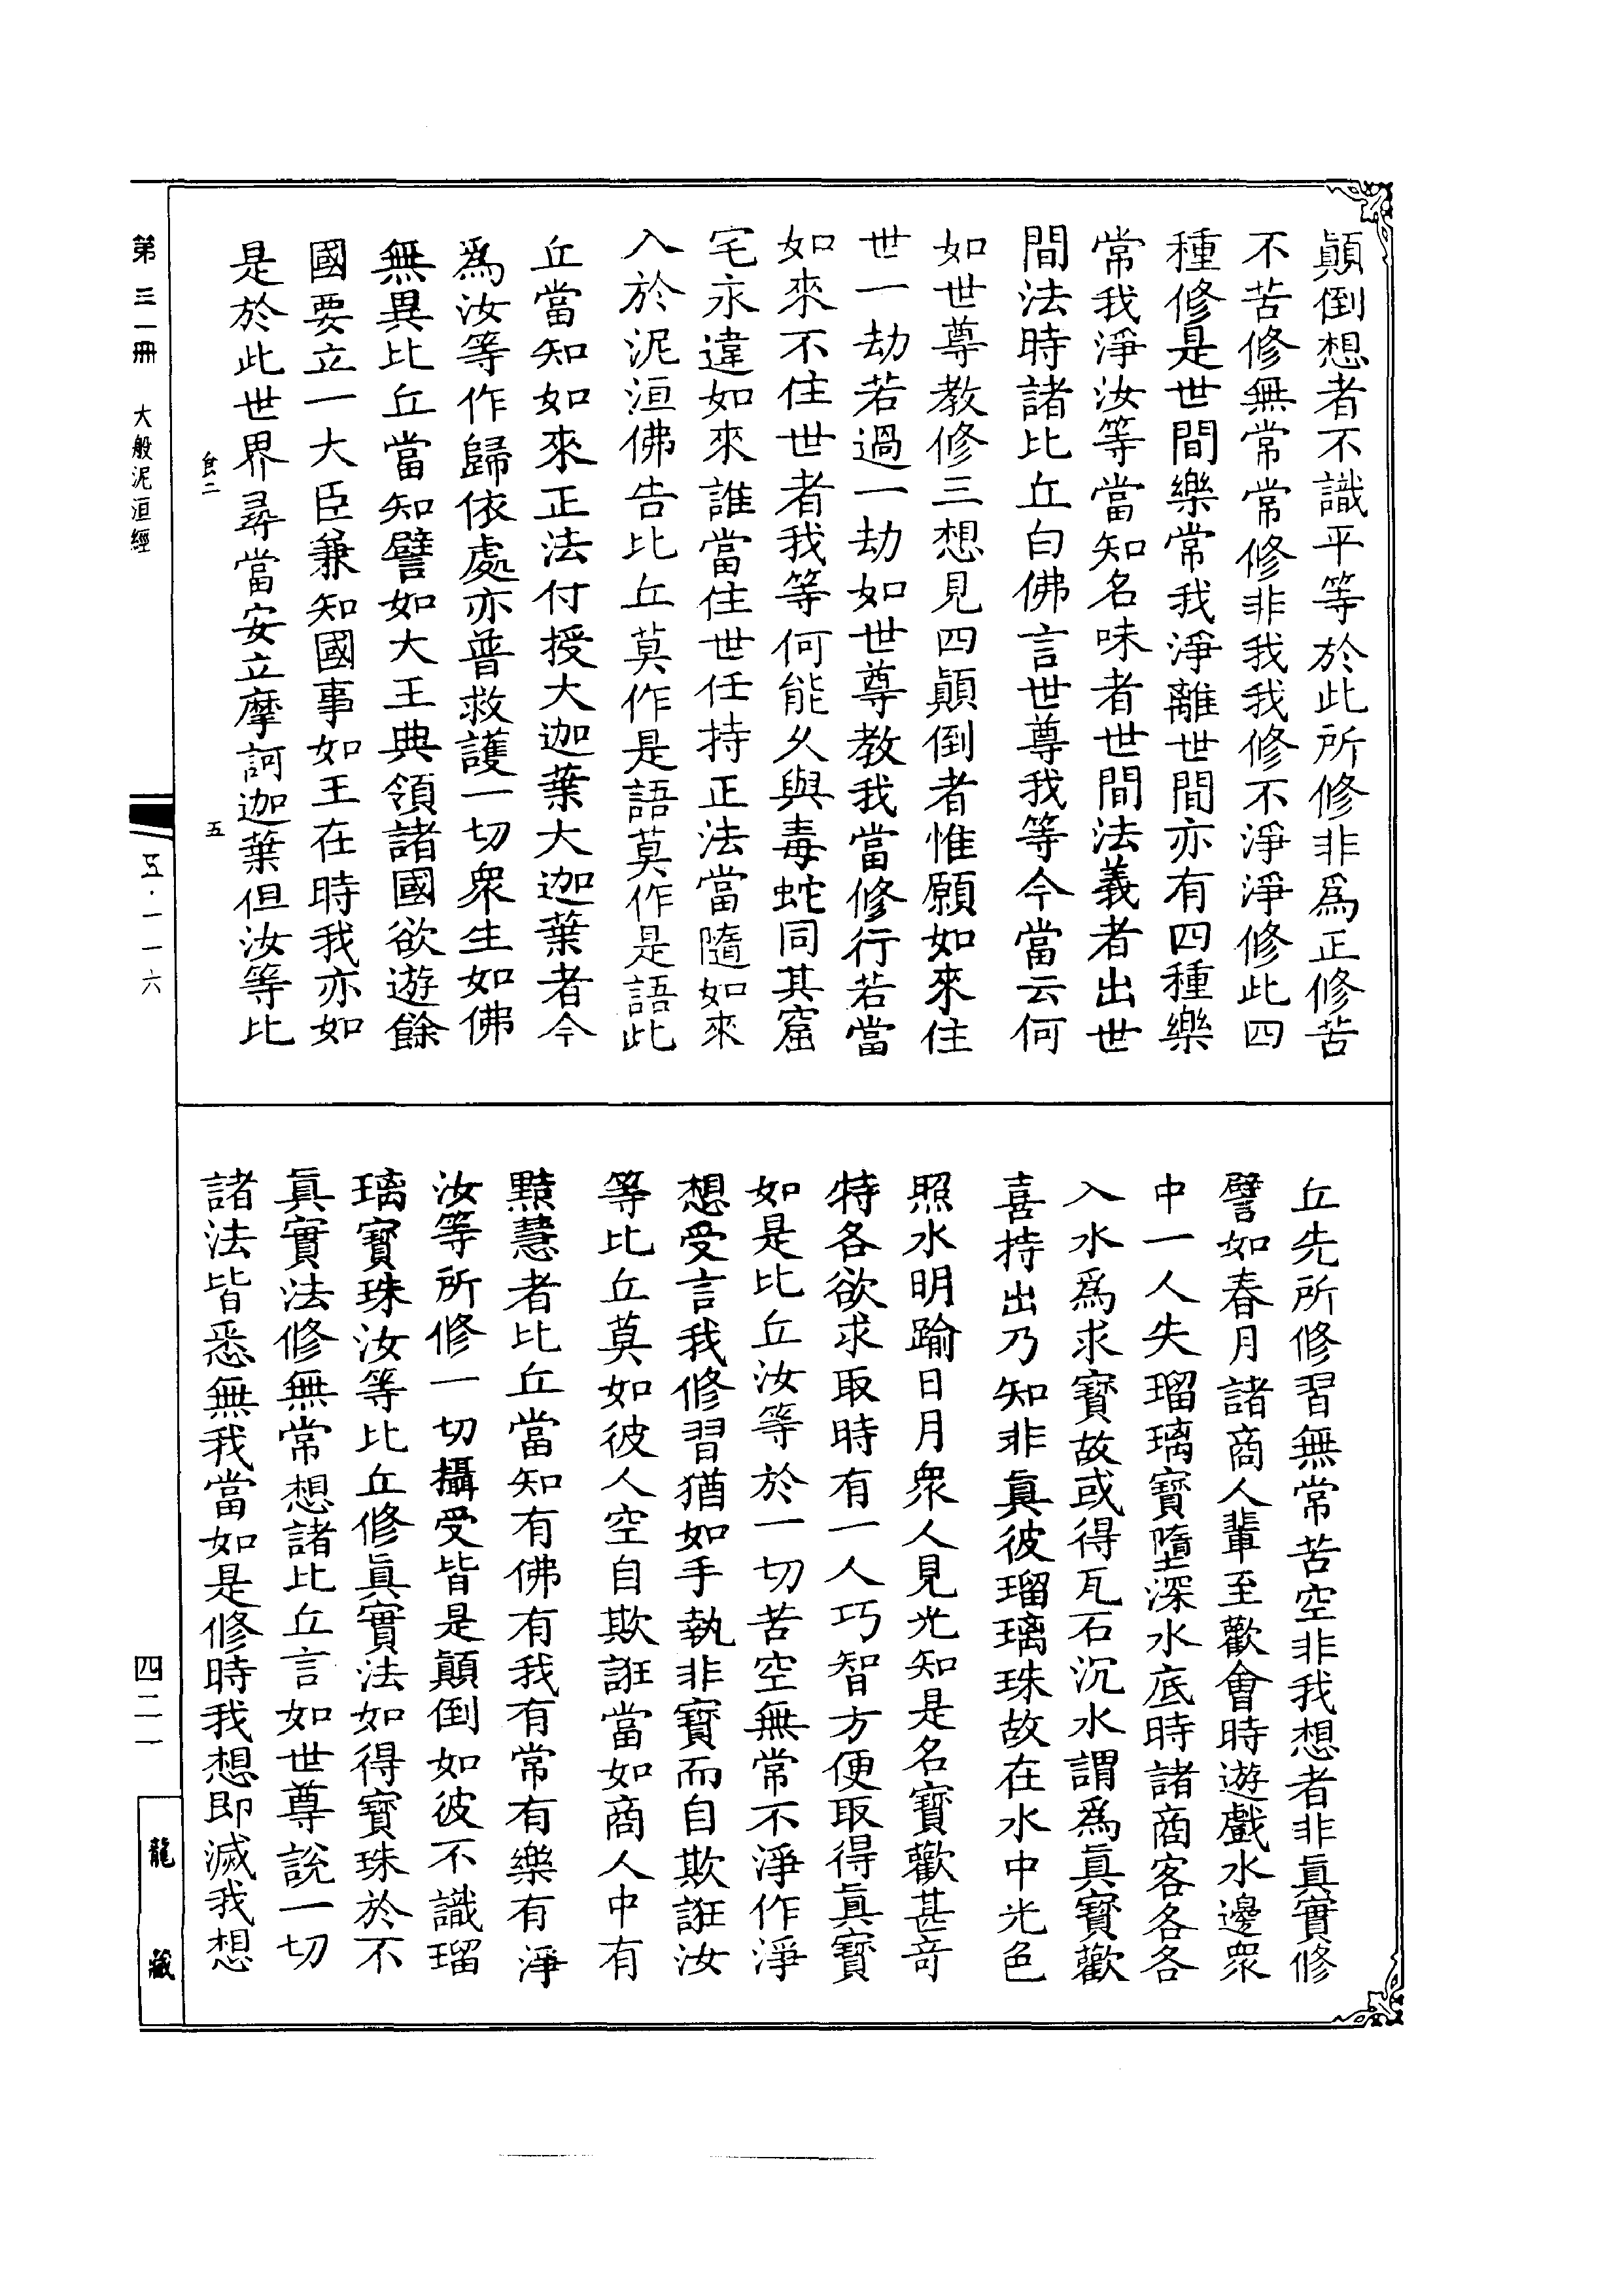 顛倒想者不識平等於此所修非爲正修苦
不苦修無常常修非我我修不淨淨修此四
種修是世間樂常我淨離世間亦有四種樂
常我淨汝等當知名味者世間法義者出世
間法時諸比丘白佛言世尊我等今當云何
如世尊教修三想見四顛倒者惟願如來住
世一劫若過一劫如世尊教我當修行若當
如來不住世者我等何能久與毒蛇同其窟
宅永違如來誰當住世任持正法當隨如來
入於泥洹佛告比丘莫作是語莫作是語此
丘當知如來正法付授大迦葉大迦葉者今
爲汝等作歸依處亦普救護一切衆生如佛
無異比丘當知譬如大王典領諸國欲遊餘
國要立一大臣兼知國事如王在時我亦如
是於此世界尋當安立摩訶迦葉但汝等比
食二
五
丘先所修習無常苦空非我想者非眞實修
譬如春月諸商人輩至歡會時遊戲水邊衆
中一人失瑠璃寶墮深水底時諸商客各各
入水爲求寶故或得瓦石沉水謂爲眞寶歡
喜持出乃知非眞彼瑠璃珠故在水中光色
照水明踰日月衆人見光知是名寶歡甚奇
特各欲求取時有一人巧智方便取得眞寶
如是比丘汝等於一切苦空無常不淨作淨
想受言我修習猶如手執非寶而自欺誑汝
等比丘莫如彼人空自欺誑當如商人中有
黠慧者比丘當知有佛有我有常有樂有淨
汝等所修一切攝受皆是顛倒如彼不識瑠
璃寶珠汝等比丘修眞實法如得寶珠於不
眞實法修無常想諸比丘言如世尊說一切
諸法皆悉無我當如是修時我想即滅我想
第三一冊　大般泥洹經
五·一一六
四二一
龍藏